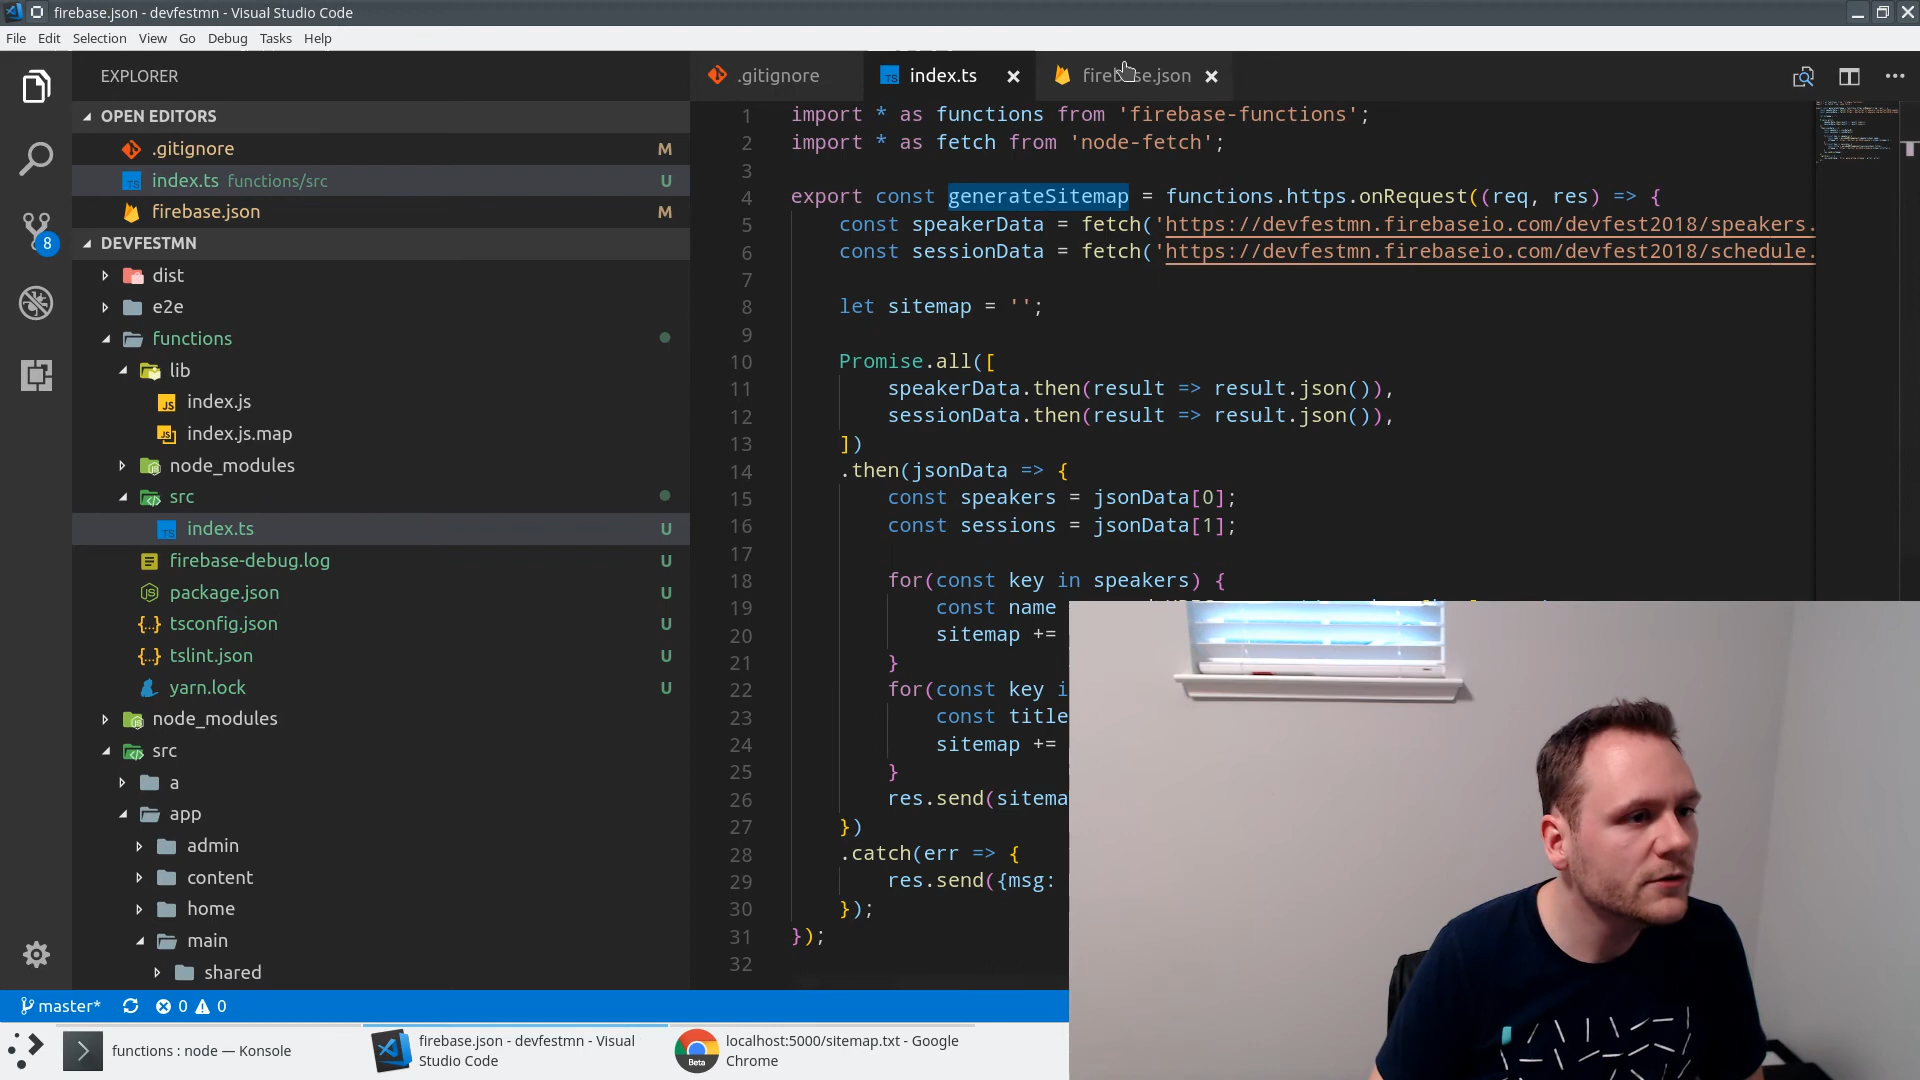 firebase.json - devfestmn - Visual Studio Code
File Edit Selection View Go Debug Tasks Help
EXPLORER
OPEN EDITORS
.gitignore M
index.ts functions/src U
firebase.json M
DEVFESTMN
dist
e2e
functions
lib
index.js
index.js.map
node_modules
src
index.ts U
firebase-debug.log U
package.json U
tsconfig.json U
tslint.json U
yarn.lock U
node_modules
src
a
app
admin
content
home
main
shared
8
.gitignore index.ts firebase.json
1 import * as functions from 'firebase-functions';
2 import * as fetch from 'node-fetch';
3
4 export const generateSitemap = functions.https.onRequest((req, res) => {
5 const speakerData = fetch('https://devfestmn.firebaseio.com/devfest2018/speakers.
6 const sessionData = fetch('https://devfestmn.firebaseio.com/devfest2018/schedule.
7
8 let sitemap = '';
9
10 Promise.all([
11 speakerData.then(result => result.json()),
12 sessionData.then(result => result.json()),
13 ])
14 .then(jsonData => {
15 const speakers = jsonData[0];
16 const sessions = jsonData[1];
17
18 for(const key in speakers) {
19 const name
20 sitemap +=
21 }
22 for(const key i
23 const title
24 sitemap +=
25 }
26 res.send(sitema
27 })
28 .catch(err => {
29 res.send({msg:
30 });
31 });
32
master* 0 0
functions : node — Konsole
firebase.json - devfestmn - Visual Studio Code
Beta
localhost:5000/sitemap.txt - Google Chrome